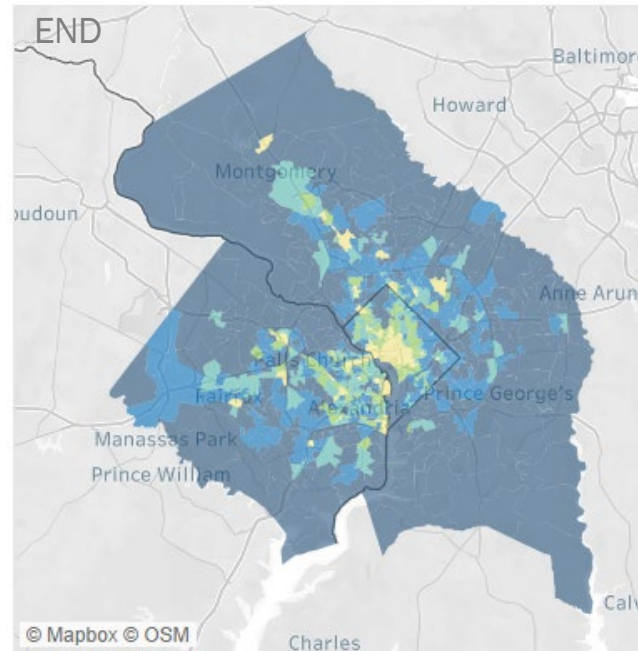 END
Baltimore
Howard
Montgomery
oudoun
Anne Arun
Falls Church
Prince George's
Fairfax
Alexandria
Manassas Park
Prince William
Calv
© Mapbox © OSM
Charles